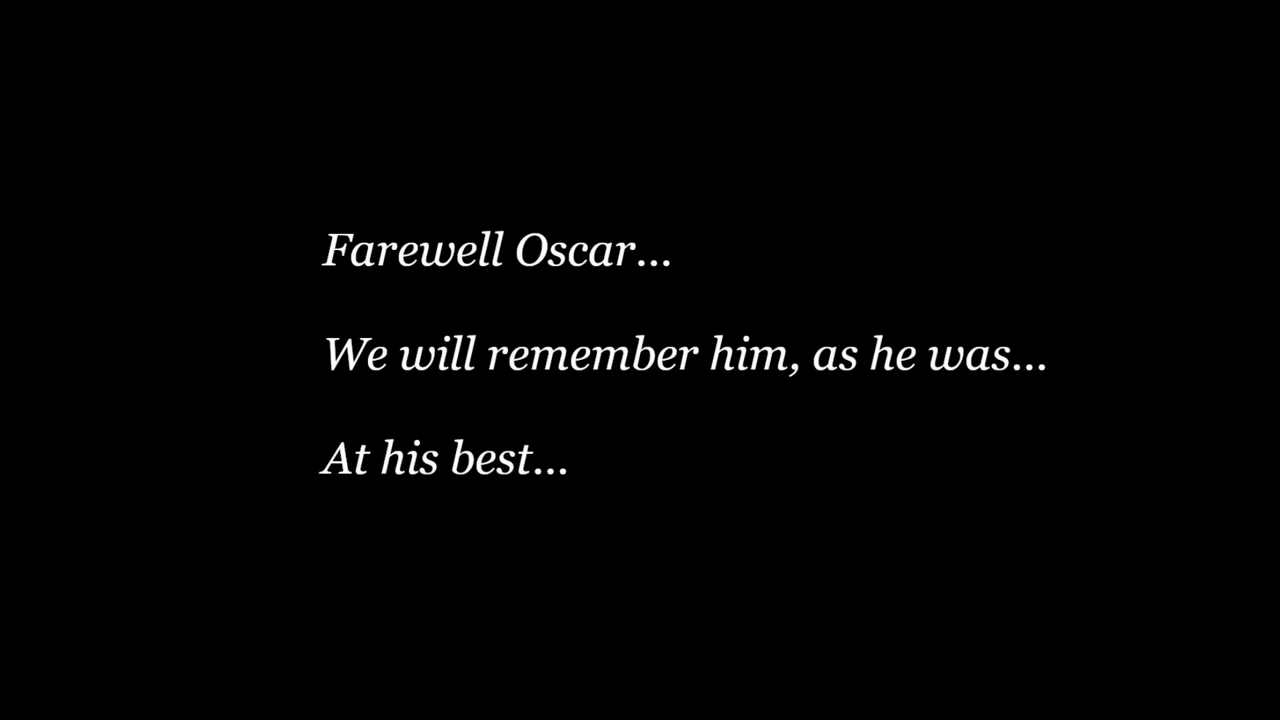 Farewell Oscar...
We will remember him, as he was...
At his best...